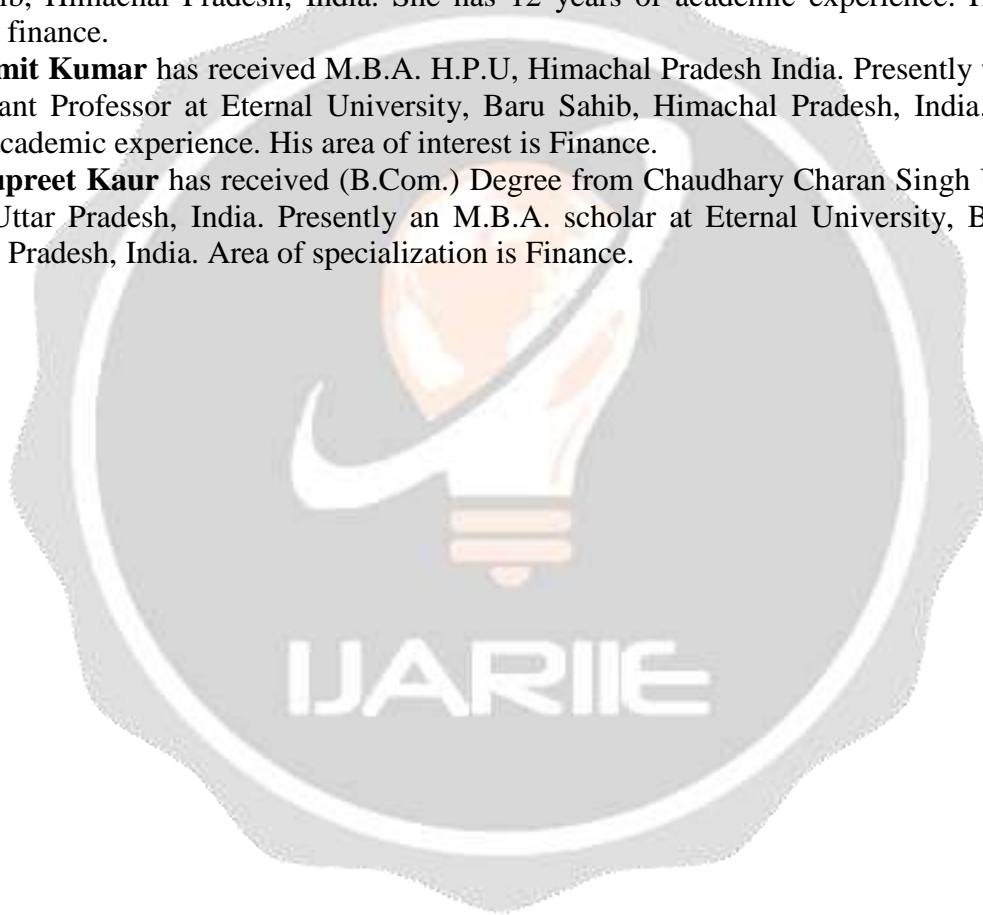 Himachal Pradesh, India. She has 12 years of academic experience.
finance.
mit Kumar has received M.B.A. H.P.U, Himachal Pradesh India. Presently
ant Professor at Eternal University, Baru Sahib, Himachal Pradesh, India.
cademic experience. His area of interest is Finance.
upreet Kaur has received (B.Com.) Degree from Chaudhary Charan Singh
Uttar Pradesh, India. Presently an M.B.A. scholar at Eternal University,
Pradesh, India. Area of specialization is Finance.
IJARIIE